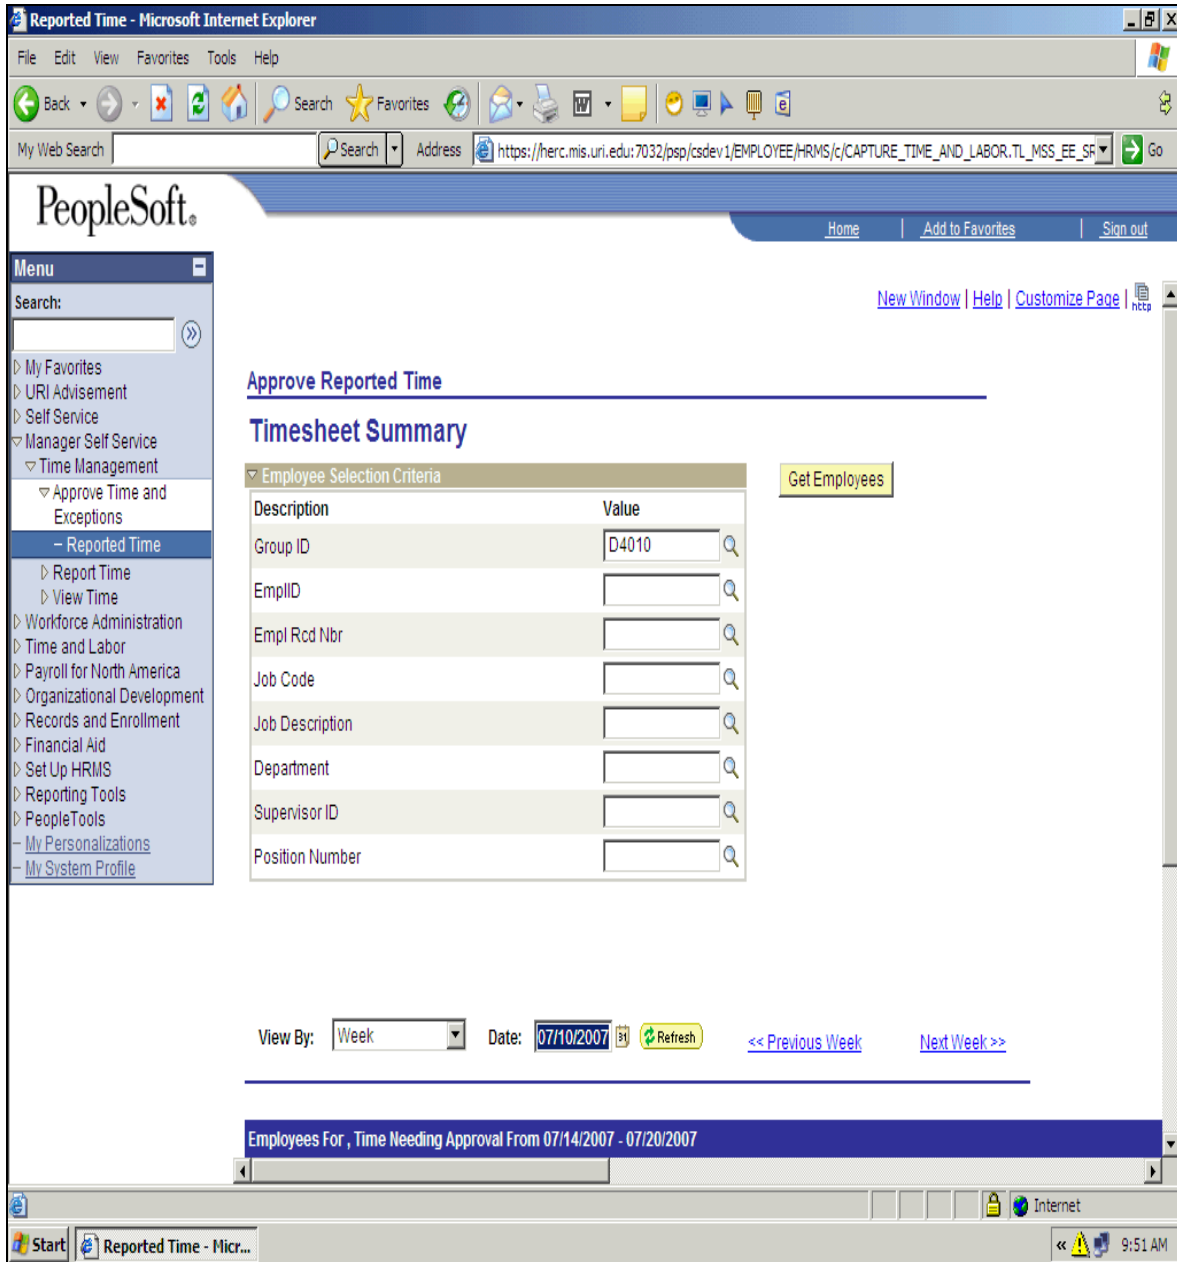 Reported Time - Microsoft Internet Explorer
File Edit View Favorites Tools Help
Back Search Favorites
My Web Search Search Address https://herc.mis.uri.edu:7032/psp/csdev1/EMPLOYEE/HRMS/c/CAPTURE_TIME_AND_LABOR.TL_MSS_EE_SR Go
PeopleSoft®
Home | Add to Favorites | Sign out
Menu
Search:
My Favorites
URI Advisement
Self Service
Manager Self Service
Time Management
Approve Time and
Exceptions
– Reported Time
Report Time
View Time
Workforce Administration
Time and Labor
Payroll for North America
Organizational Development
Records and Enrollment
Financial Aid
Set Up HRMS
Reporting Tools
PeopleTools
– My Personalizations
– My System Profile
New Window | Help | Customize Page | http
Approve Reported Time
Timesheet Summary
Employee Selection Criteria
Get Employees
Description Value
Group ID D4010
EmplID
Empl Rcd Nbr
Job Code
Job Description
Department
Supervisor ID
Position Number
View By: Week Date: 07/10/2007 31 Refresh << Previous Week Next Week >>
Employees For , Time Needing Approval From 07/14/2007 - 07/20/2007
Internet
Start Reported Time - Micr... « 9:51 AM